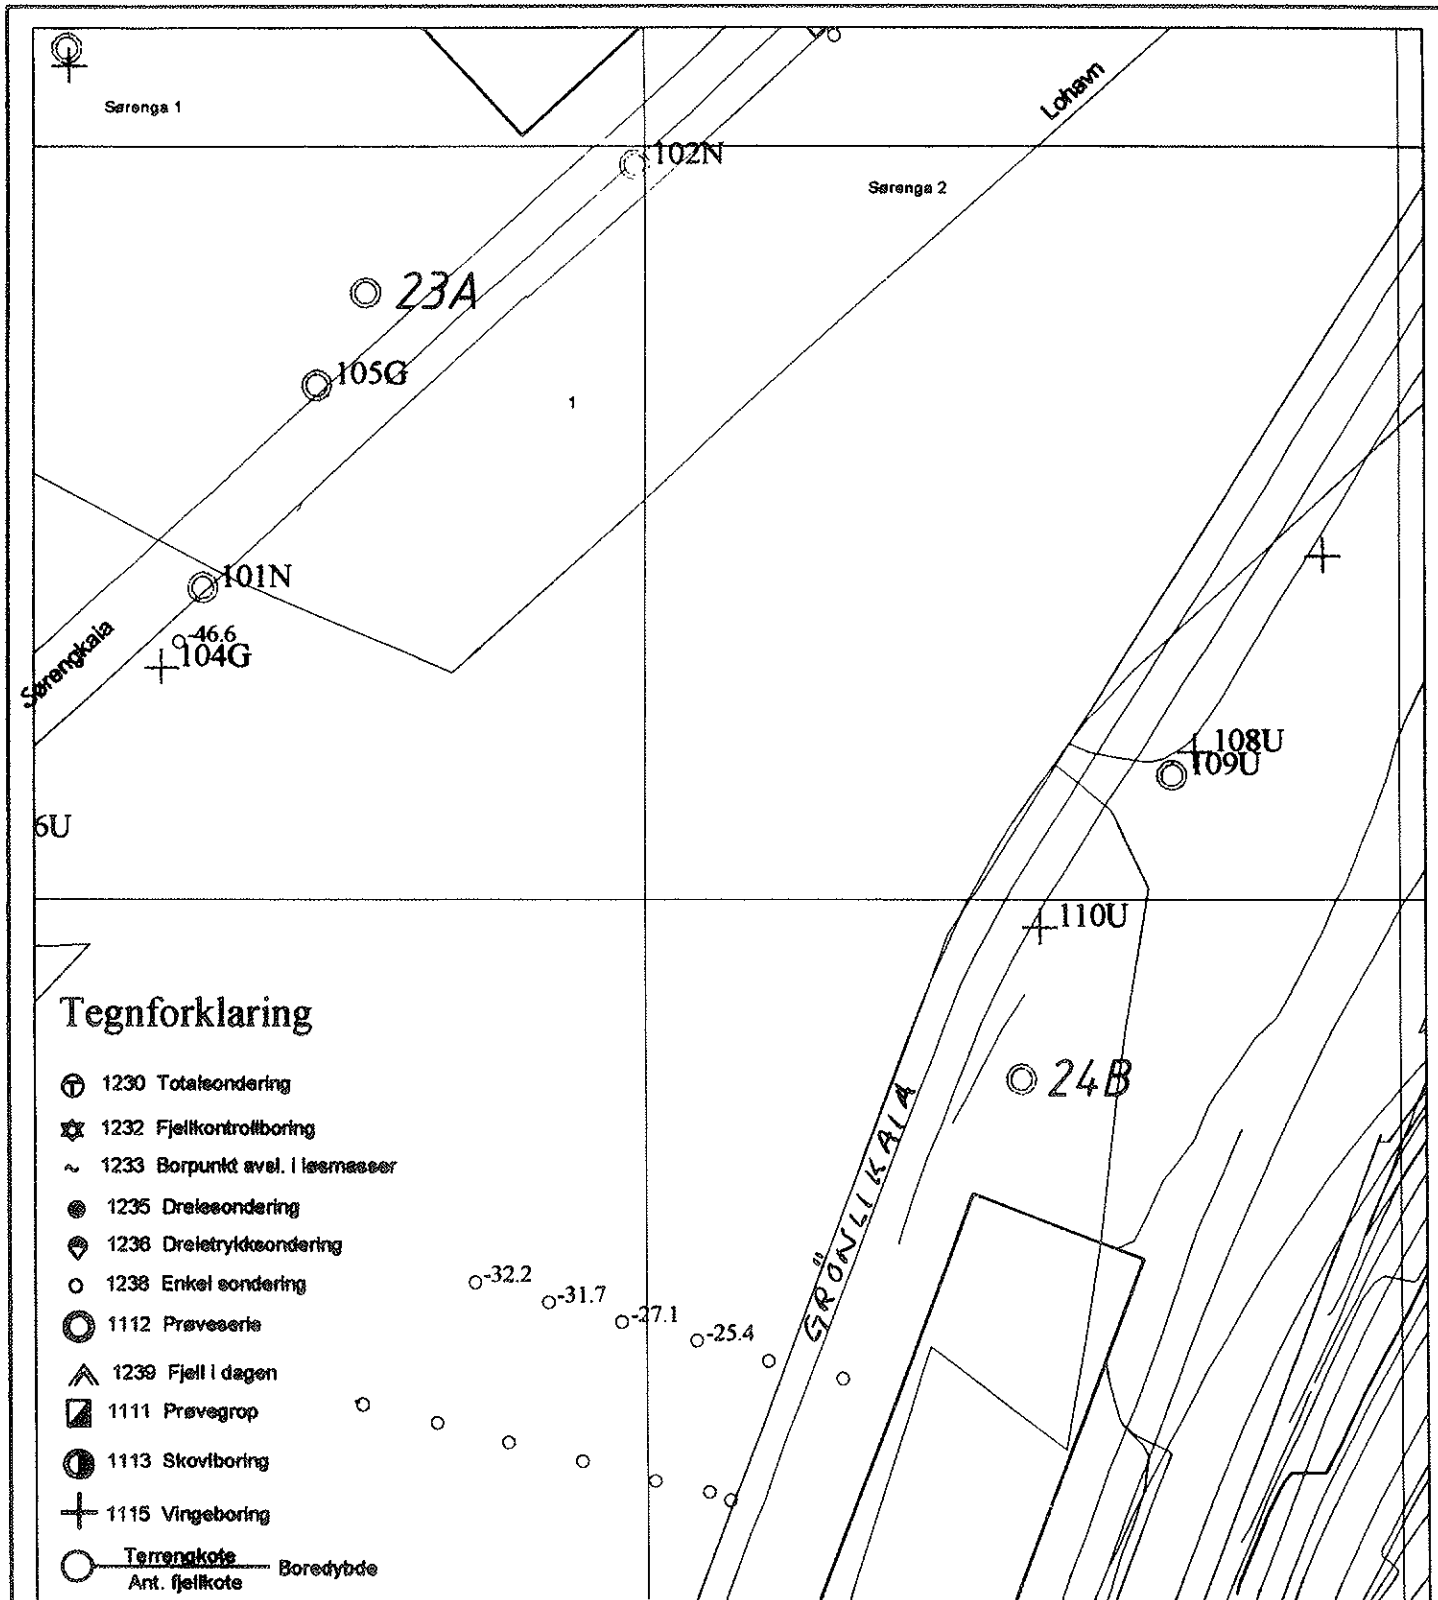 Sørenga 1
Lohavn
102N
Sørenga 2
23A
105G
1
101N
-46.6
104G
Sørengkaia
108U
109U
6U
110U
Tegnforklaring
24B
1230 Totalsondering
1232 Fjellkontrollboring
1233 Borpunkt avsl. i løsmasser
1235 Dreiesondering
1236 Dreietrykksondering
1238 Enkel sondering
1112 Prøveserie
1239 Fjell i dagen
1111 Prøvegrop
1113 Skovlboring
1115 Vingeboring
Terrengkote
Ant. fjellkote
Boredybde
GRÖNLIKAIA
-32.2
-31.7
-27.1
-25.4